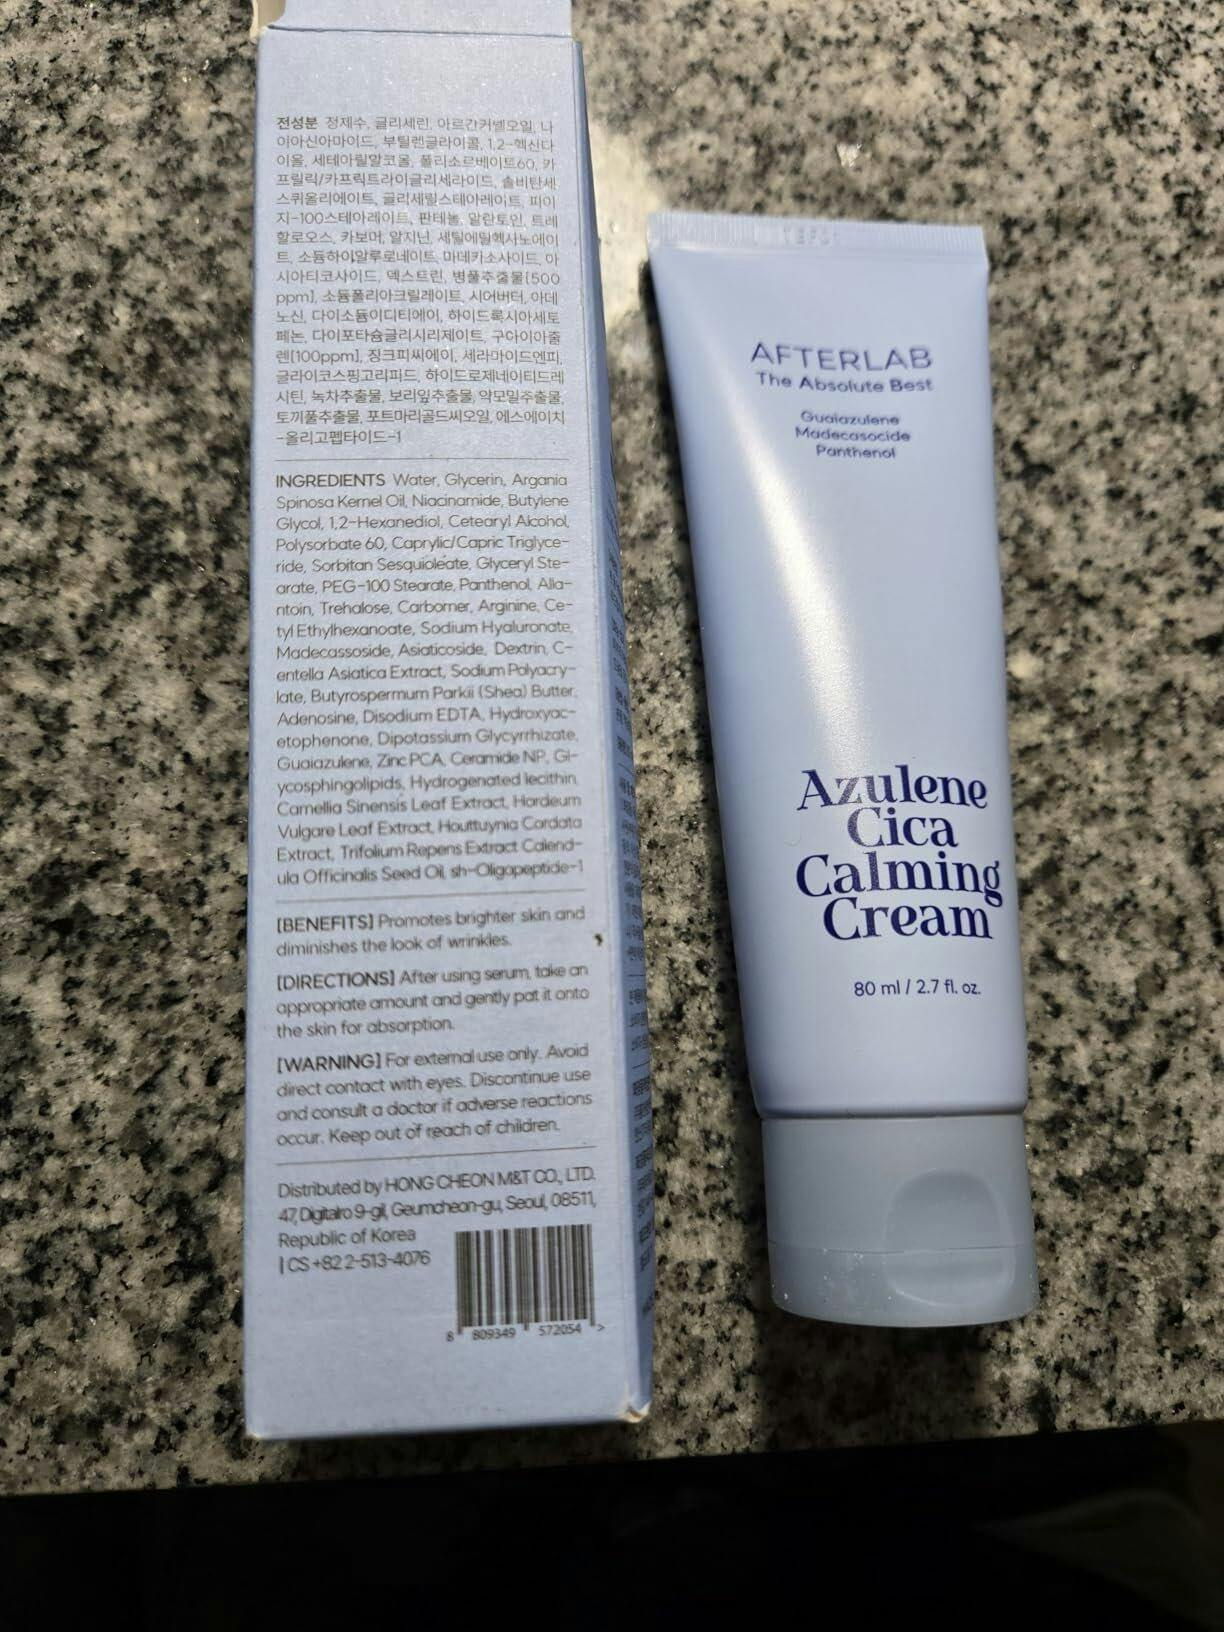 전성분 정제수, 글리세린, 아르간커넬오일, 나
이아신아마이드, 부틸렌글라이콜, 1,2-헥산다
이올, 세테아릴알코올, 폴리소르베이트60, 카
프릴릭/카프릭트라이글리세라이드, 솔비탄세
스퀴올리에이트, 글리세릴스테아레이트, 피이
지-100스테아레이트, 판테놀, 알란토인, 트레
할로오스, 카보머, 알지닌, 세틸에틸헥사노에이
트, 소듐하이알루로네이트, 마데카소사이드, 아
시아티코사이드, 덱스트린, 병풀추출물[500
ppm], 소듐폴리아크릴레이트, 시어버터, 아데
노신, 다이소듐이디티에이, 하이드록시아세토
페논, 다이포타슘글리시리제이트, 구아이아줄
렌[100ppm], 징크피씨에이, 세라마이드엔피,
글라이코스핑고리피드, 하이드로제네이티드레
시틴, 녹차추출물, 보리잎추출물, 약모밀추출물,
토끼풀추출물, 포트마리골드씨오일, 에스에이치
-올리고펩타이드-1
INGREDIENTS Water, Glycerin, Argania
Spinosa Kernel Oil, Niacinamide, Butylene
Glycol, 1,2-Hexanediol, Cetearyl Alcohol,
Polysorbate 60, Caprylic/Capric Triglyce-
ride, Sorbitan Sesquioleate, Glyceryl Ste-
arate, PEG-100 Stearate, Panthenol, Alla-
ntoin, Trehalose, Carbomer, Arginine, Ce-
tyl Ethylhexanoate, Sodium Hyaluronate,
Madecassoside, Asiaticoside, Dextrin, C-
entella Asiatica Extract, Sodium Polyacry-
late, Butyrospermum Parkii (Shea) Butter,
Adenosine, Disodium EDTA, Hydroxyac-
etophenone, Dipotassium Glycyrrhizate,
Guaiazulene, Zinc PCA, Ceramide NP, Gl-
ycosphingolipids, Hydrogenated lecithin,
Camellia Sinensis Leaf Extract, Hordeum
Vulgare Leaf Extract, Houttuynia Cordata
Extract, Trifolium Repens Extract Calend-
ula Officinalis Seed Oil, sh-Oligopeptide-1
[BENEFITS] Promotes brighter skin and
diminishes the look of wrinkles.
[DIRECTIONS] After using serum, take an
appropriate amount and gently pat it onto
the skin for absorption.
[WARNING] For external use only. Avoid
direct contact with eyes. Discontinue use
and consult a doctor if adverse reactions
occur. Keep out of reach of children.
Distributed by HONG CHEON M&T CO., LTD.
47, Digitalro 9-gil, Geumcheon-gu, Seoul, 08511,
Republic of Korea
| CS +82 2-513-4076
8 809349 572054 >
AFTERLAB
The Absolute Best
Guaiazulene
Madecasocide
Panthenol
Azulene
Cica
Calming
Cream
80 ml / 2.7 fl. oz.